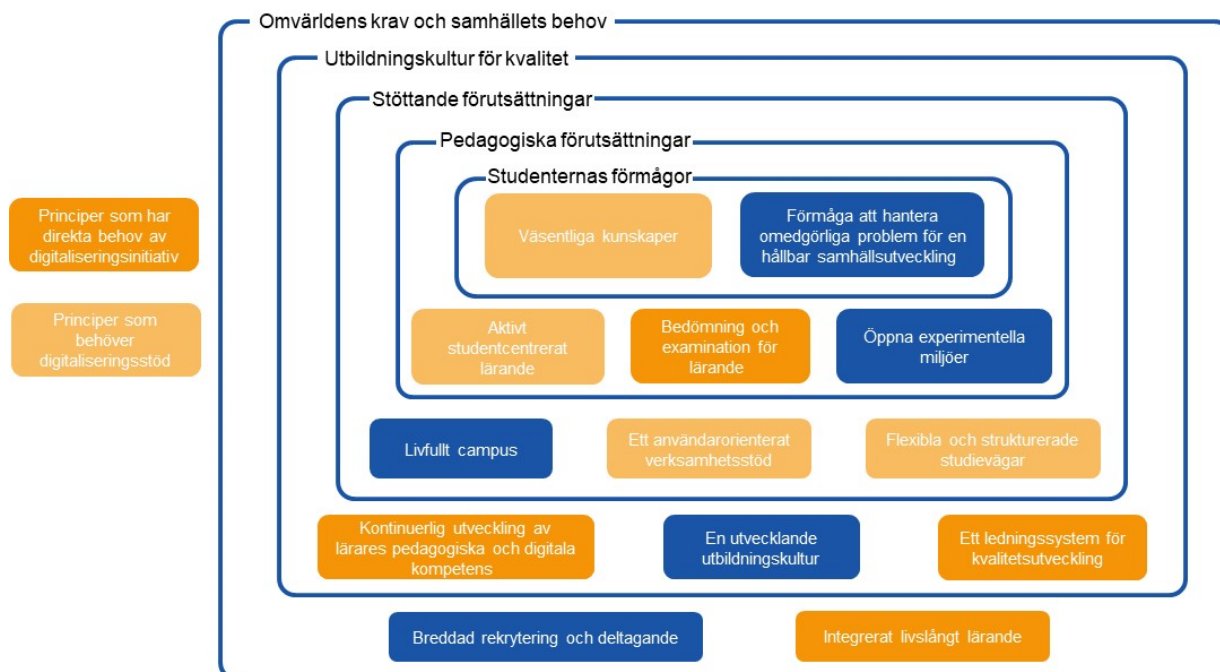 Omvärldens krav och samhällets behov
Utbildningskultur för kvalitet
Stöttande förutsättningar
Pedagogiska förutsättningar
Studenternas förmågor
Principer som har
direkta behov av
digitaliseringsinitiativ
Principer som
behöver
digitaliseringsstöd
Väsentliga kunskaper
Förmåga att hantera
omedgörliga problem för en
hållbar samhällsutveckling
Aktivt
studentcentrerat
lärande
Bedömning och
examination för
lärande
Öppna experimentella
miljöer
Livfullt campus
Ett användarorienterat
verksamhetsstöd
Flexibla och strukturerade
studievägar
Kontinuerlig utveckling av
lärares pedagogiska och digitala
kompetens
En utvecklande
utbildningskultur
Ett ledningssystem för
kvalitetsutveckling
Breddad rekrytering och deltagande
Integrerat livslångt lärande